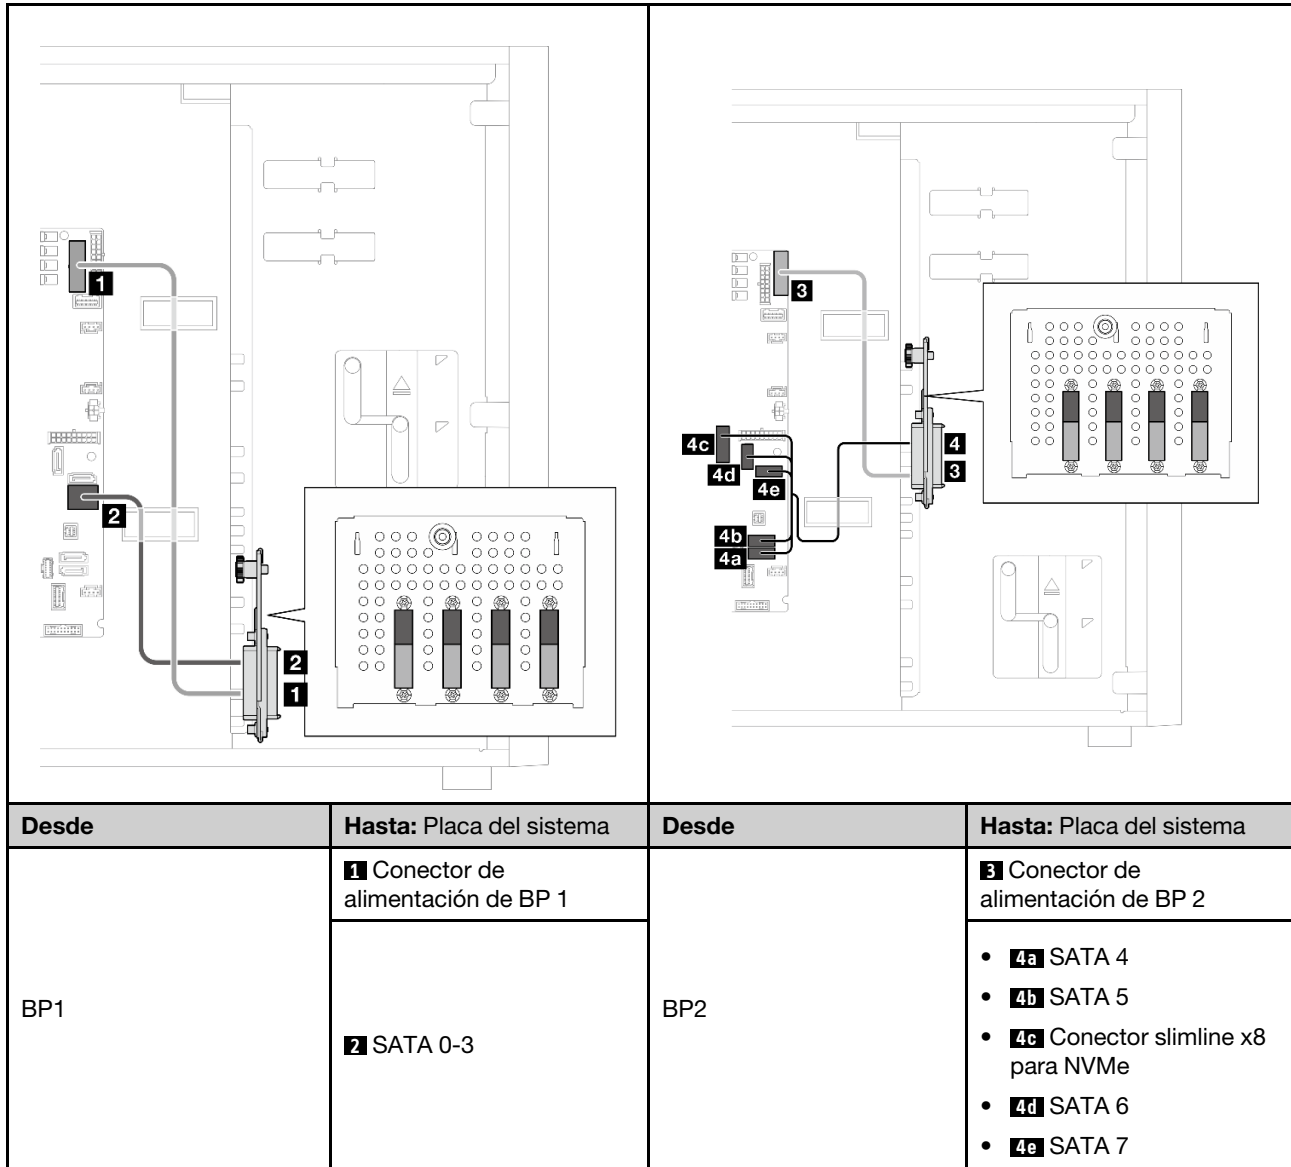 1
2
2
1
3
4c
4d
4e
4b
4a
4
3
Desde
Hasta: Placa del sistema
Desde
Hasta: Placa del sistema
BP1
1 Conector de
alimentación de BP 1
2 SATA 0-3
BP2
3 Conector de
alimentación de BP 2
• 4a SATA 4
• 4b SATA 5
• 4c Conector slimline x8
para NVMe
• 4d SATA 6
• 4e SATA 7